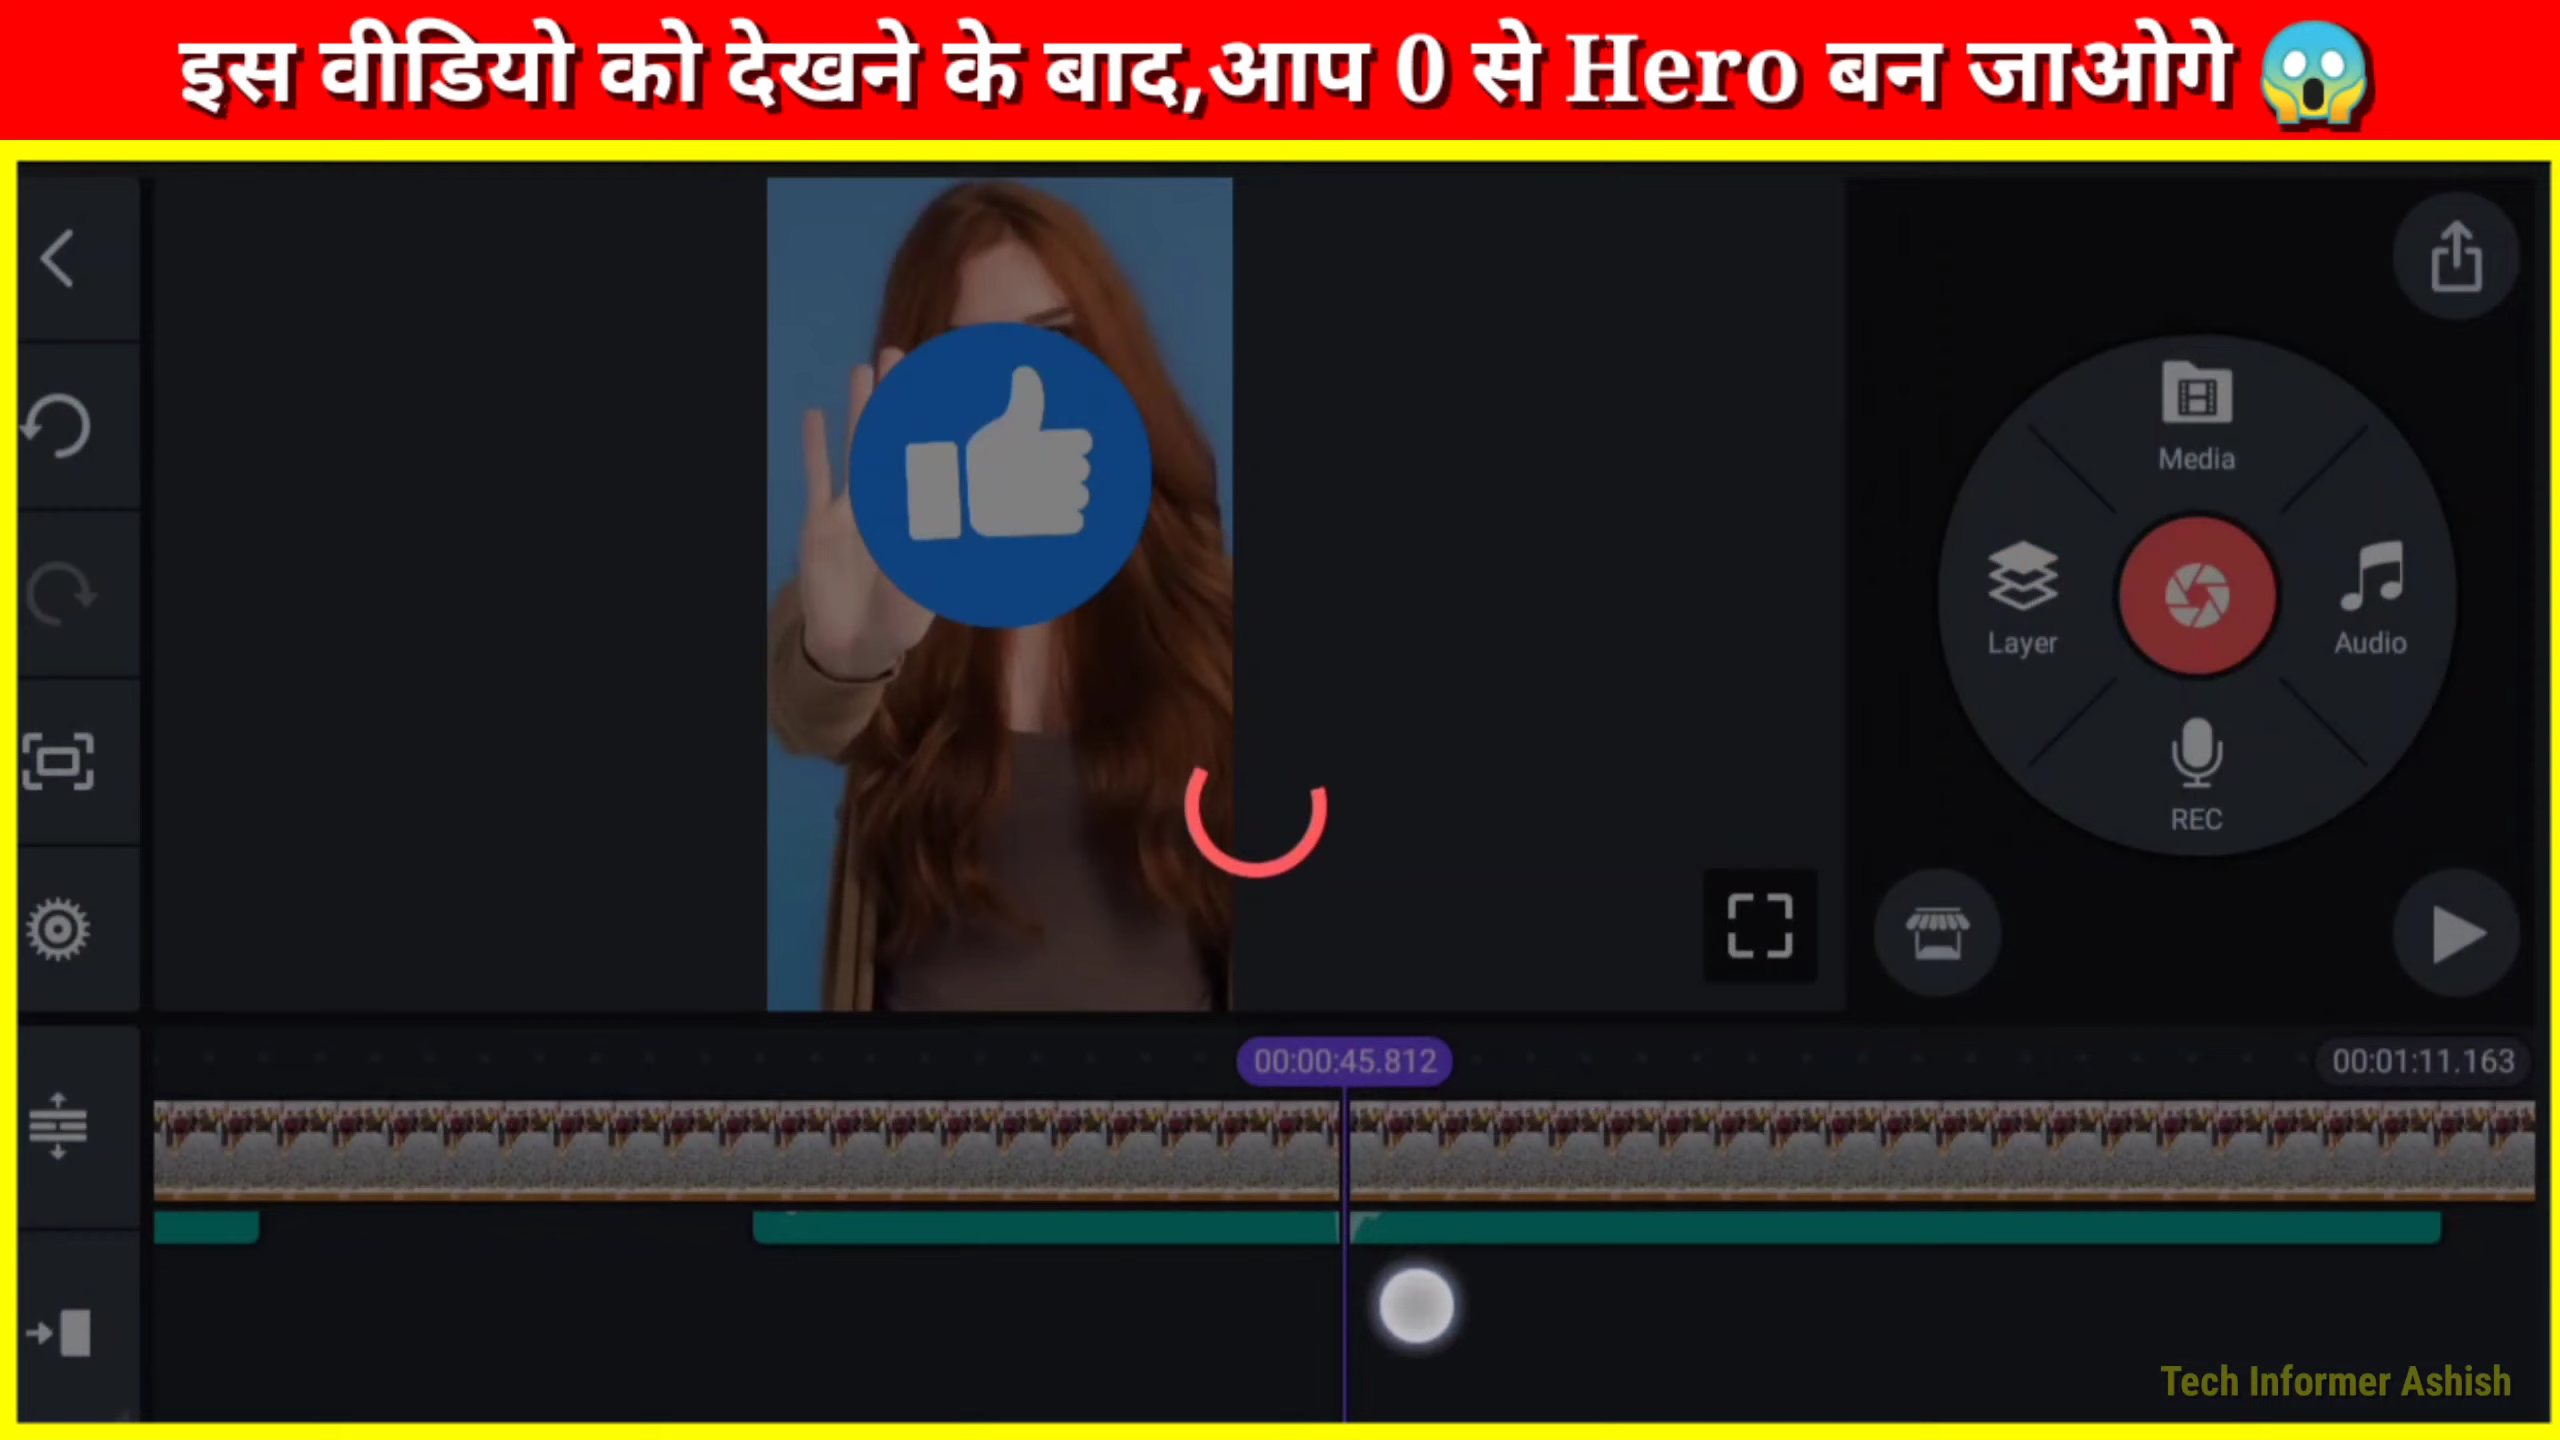 इस वीडियो को देखने के बाद,आप 0 से Hero बन जाओगे 😱
Media
Layer
Audio
REC
00:00:45.812
00:01:11.163
Tech Informer Ashish